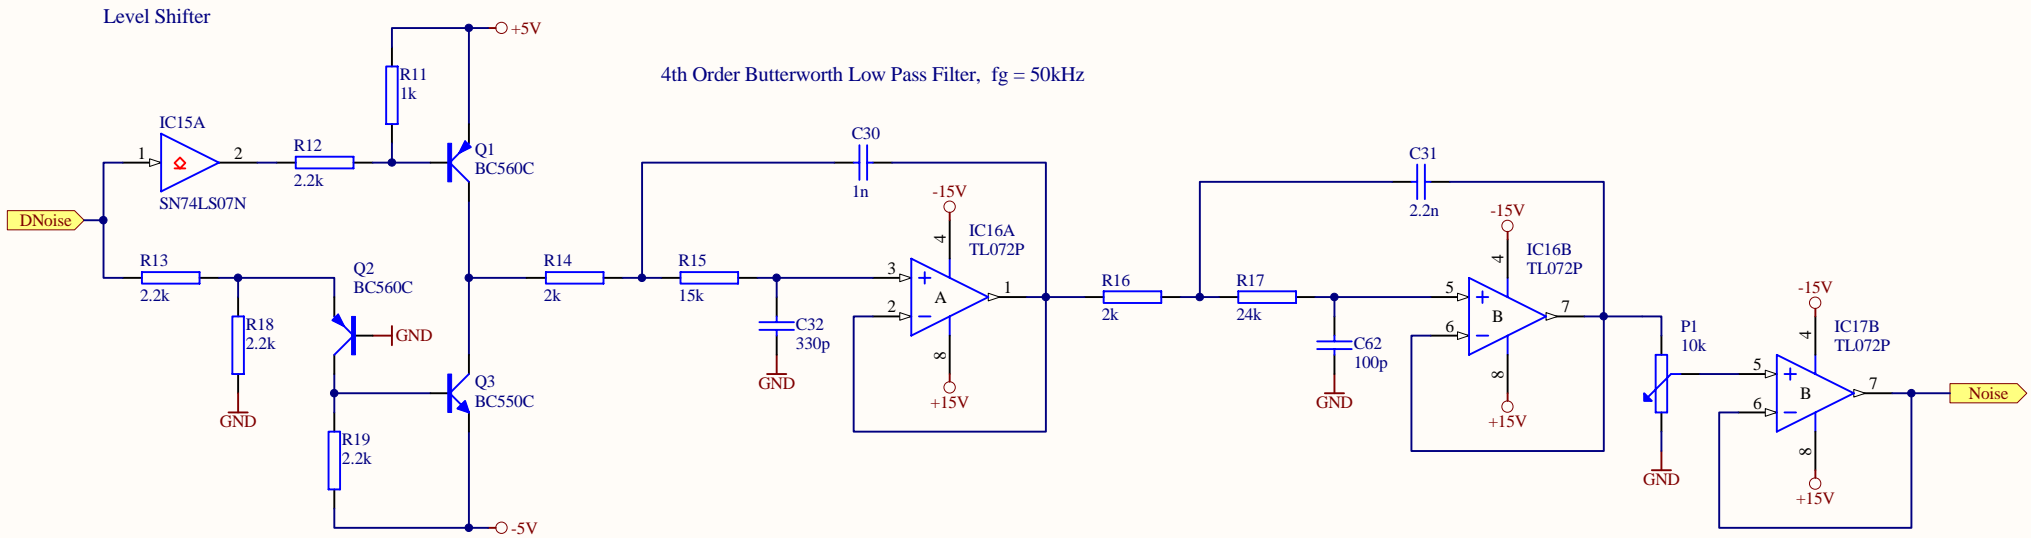 Level Shifter
+5V
R11
1k
4th Order Butterworth Low Pass Filter, fg = 50kHz
IC15A
1
2
SN74LS07N
R12
2.2k
Q1
BC560C
C30
1n
C31
2.2n
DNoise
R13
2.2k
Q2
BC560C
GND
R18
2.2k
GND
Q3
BC550C
R19
2.2k
-5V
R14
2k
R15
15k
C32
330p
GND
-15V
4
IC16A
TL072P
3
2
+
-
A
1
8
+15V
R16
2k
R17
24k
C62
100p
GND
-15V
4
IC16B
TL072P
5
6
+
-
B
7
8
+15V
P1
10k
GND
-15V
4
IC17B
TL072P
5
6
+
-
B
7
8
+15V
Noise